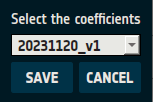 Select the coefficients
20231120_v1
SAVE CANCEL